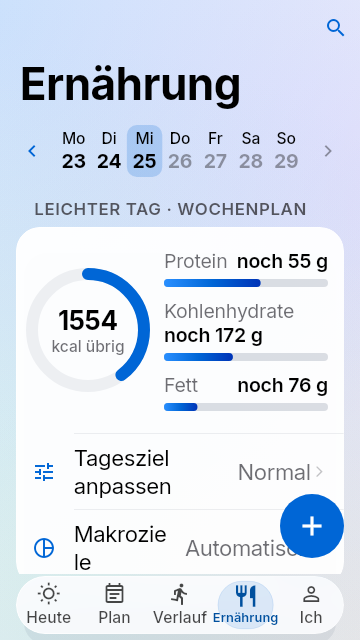 Ernährung
Mo Di Mi Do Fr Sa So
23 24 25 26 27 28 29
LEICHTER TAG · WOCHENPLAN
1554
kcal übrig
Protein noch 55 g
Kohlenhydrate
noch 172 g
Fett noch 76 g
Tagesziel
anpassen
Normal
Makrozie
le
Automatisc
Heute Plan Verlauf Ernährung Ich